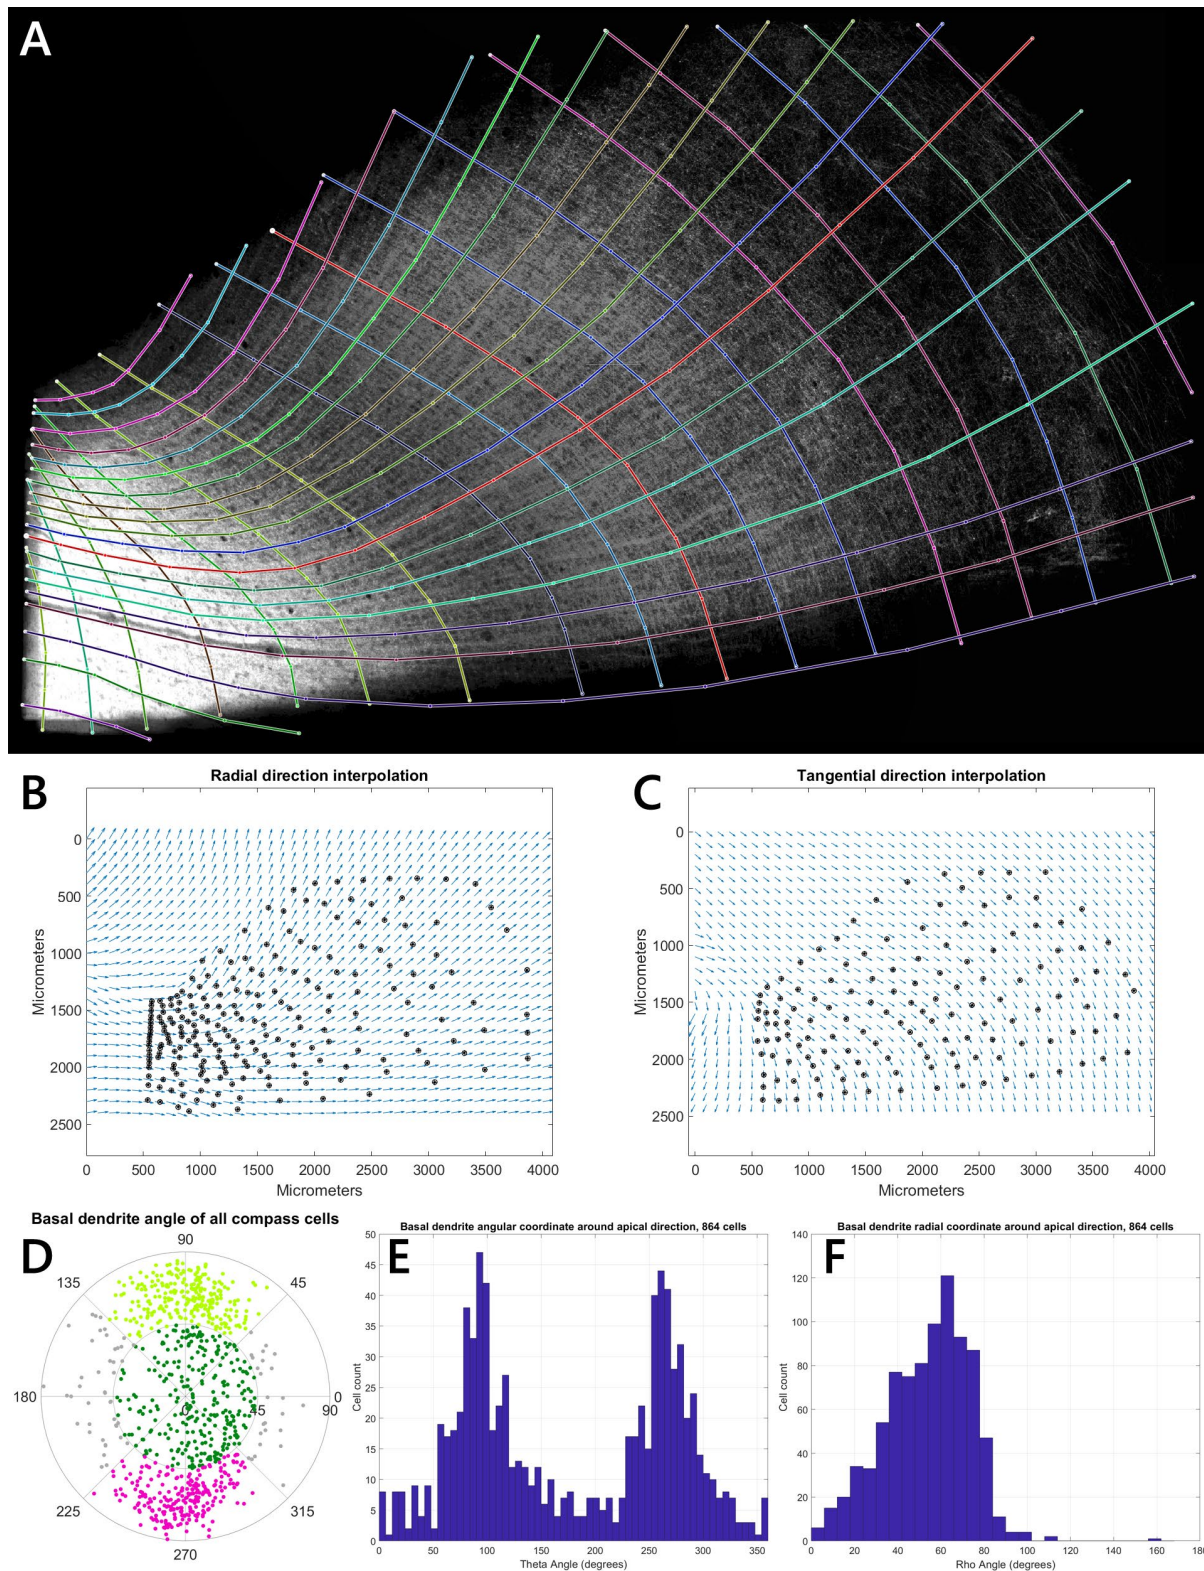 A
B
Radial direction interpolation
0
500
1000
1500
2000
2500
Micrometers
0 500 1000 1500 2000 2500 3000 3500 4000
Micrometers
C
Tangential direction interpolation
0
500
1000
1500
2000
2500
Micrometers
0 500 1000 1500 2000 2500 3000 3500 4000
Micrometers
Basal dendrite angle of all compass cells
D
90
135 45
180 0 45 90 0
225 315
270
Basal dendrite angular coordinate around apical direction, 864 cells
E
50
45
40
35
30
25
20
15
10
5
0
Cell count
0 50 100 150 200 250 300 350
Theta Angle (degrees)
Basal dendrite radial coordinate around apical direction, 864 cells
F
140
120
100
80
60
40
20
0
Cell count
0 20 40 60 80 100 120 140 160 180
Rho Angle (degrees)